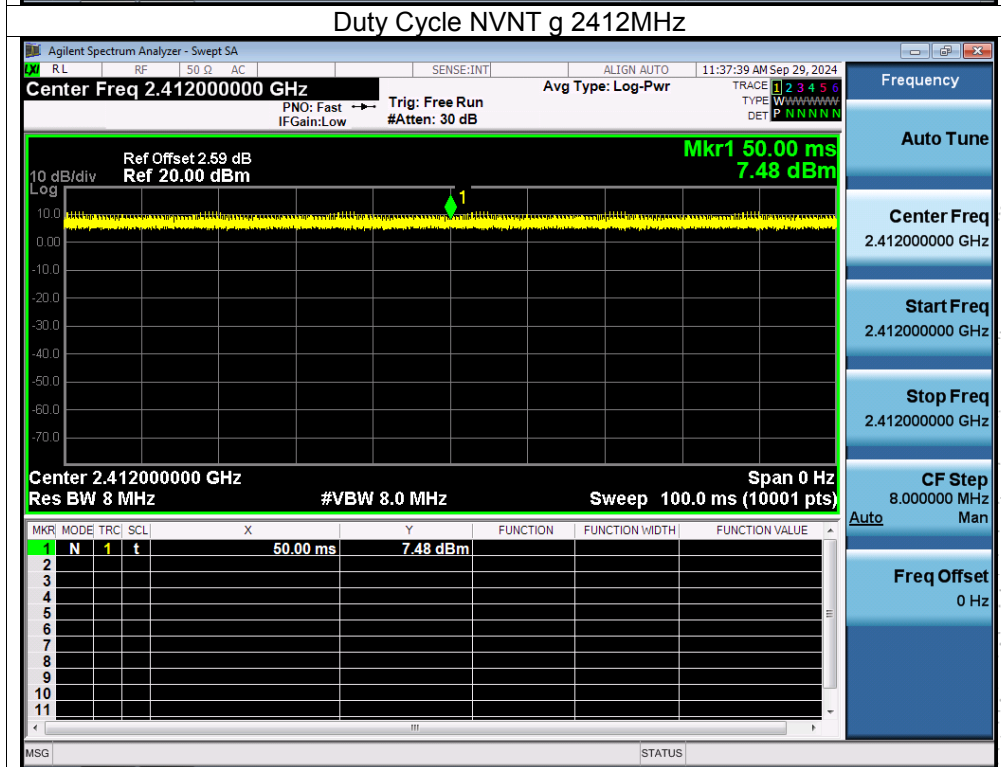 Duty Cycle NVNT g 2412MHz
Agilent Spectrum Analyzer - Swept SA
LXI RL RF 50 Ω AC SENSE:INT ALIGN AUTO 11:37:39 AM Sep 29, 2024
Center Freq 2.412000000 GHz
PNO: Fast
IFGain:Low
Trig: Free Run
#Atten: 30 dB
Avg Type: Log-Pwr
TRACE 1 2 3 4 5 6
TYPE WWWWWWW
DET P N N N N N
Mkr1 50.00 ms
7.48 dBm
Ref Offset 2.59 dB
10 dB/div Ref 20.00 dBm
Log
1
10.0
0.00
-10.0
-20.0
-30.0
-40.0
-50.0
-60.0
-70.0
Center 2.412000000 GHz Span 0 Hz
Res BW 8 MHz #VBW 8.0 MHz Sweep 100.0 ms (10001 pts)
MKR MODE TRC SCL X Y FUNCTION FUNCTION WIDTH FUNCTION VALUE
1 N 1 t 50.00 ms 7.48 dBm
2
3
4
5
6
7
8
9
10
11
MSG STATUS
Frequency
Auto Tune
Center Freq
2.412000000 GHz
Start Freq
2.412000000 GHz
Stop Freq
2.412000000 GHz
CF Step
8.000000 MHz
Auto Man
Freq Offset
0 Hz